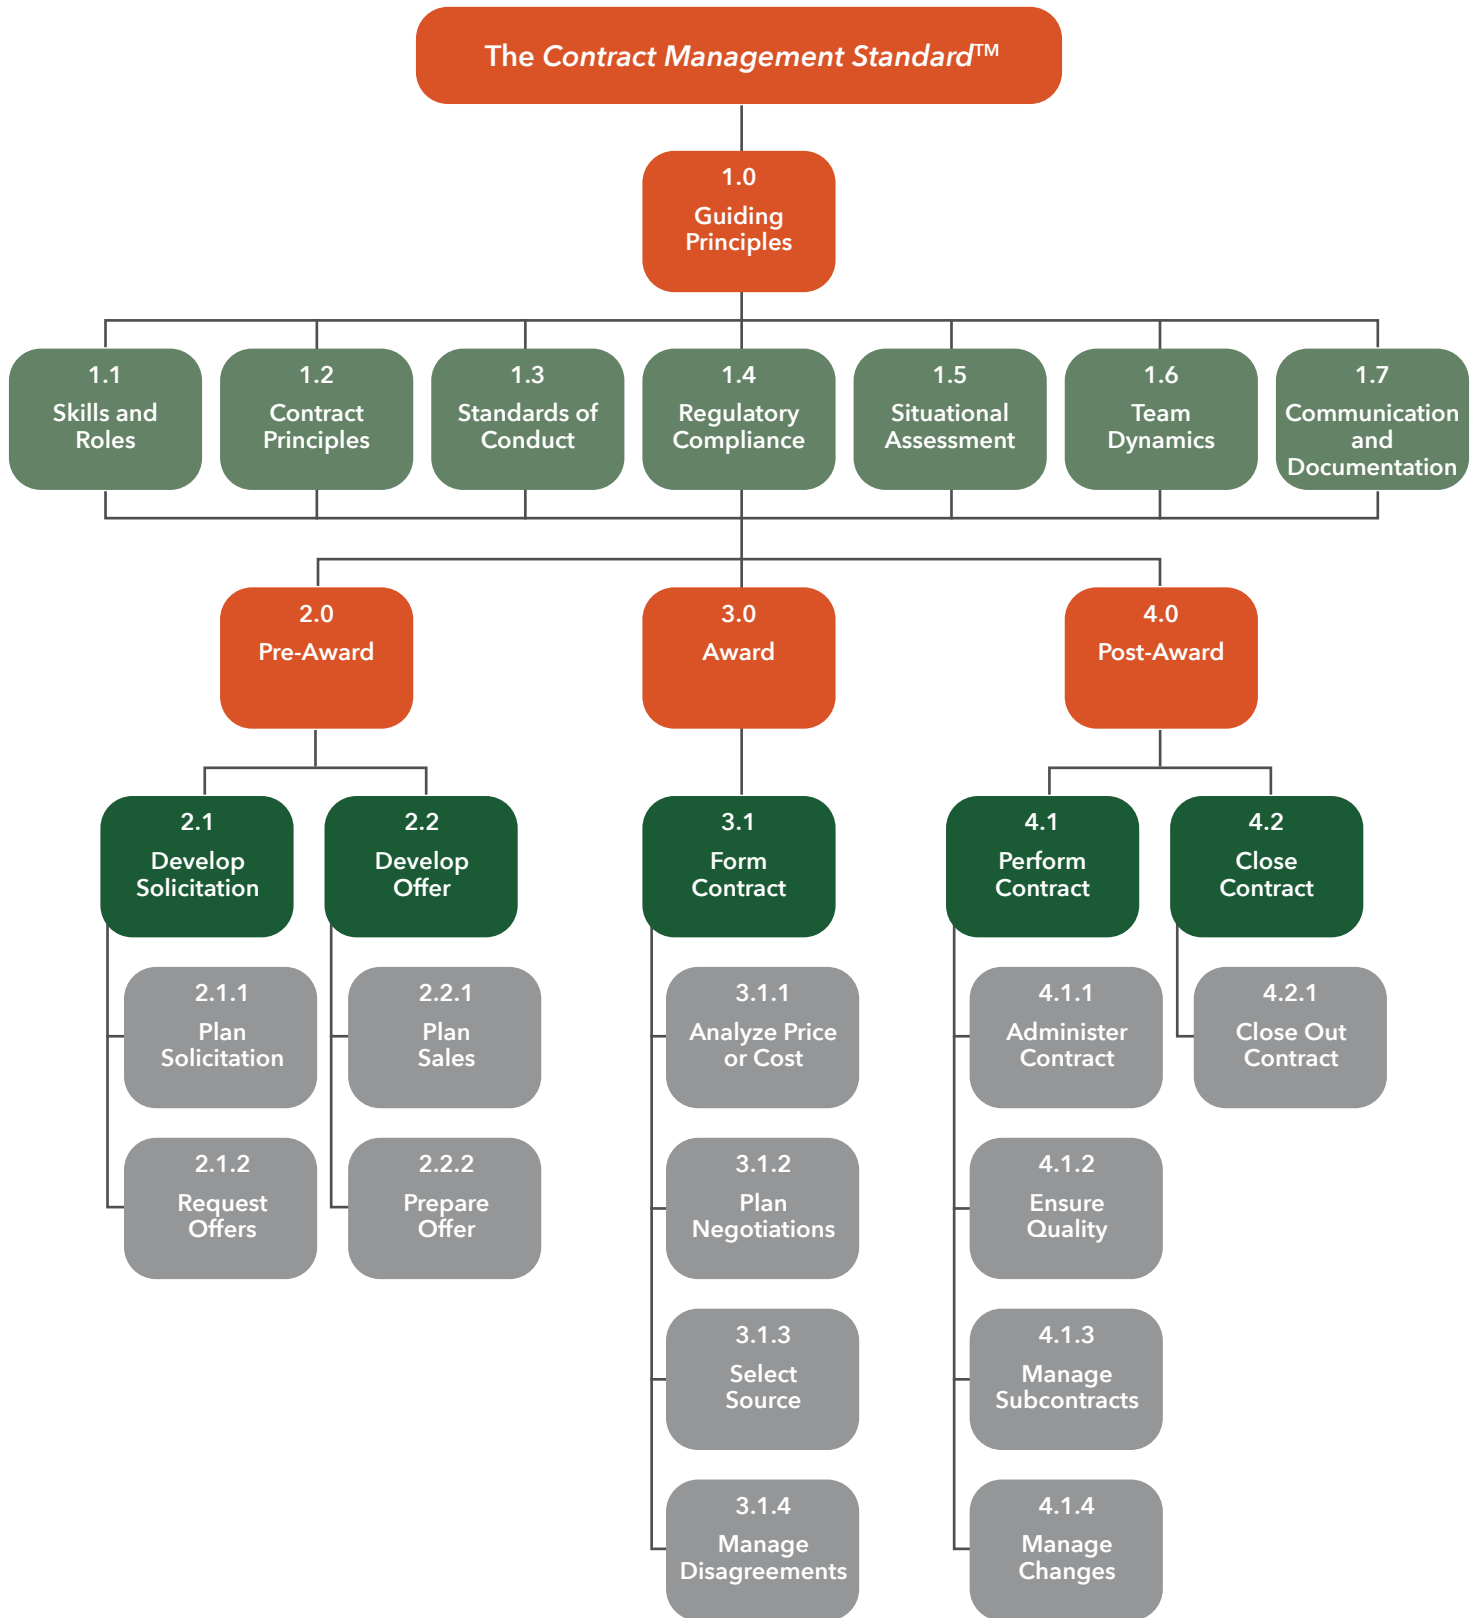 The Contract Management Standard™
1.0
Guiding
Principles
1.1
Skills and
Roles
1.2
Contract
Principles
1.3
Standards of
Conduct
1.4
Regulatory
Compliance
1.5
Situational
Assessment
1.6
Team
Dynamics
1.7
Communication
and
Documentation
2.0
Pre-Award
3.0
Award
4.0
Post-Award
2.1
Develop
Solicitation
2.2
Develop
Offer
3.1
Form
Contract
4.1
Perform
Contract
4.2
Close
Contract
2.1.1
Plan
Solicitation
2.2.1
Plan
Sales
3.1.1
Analyze Price
or Cost
4.1.1
Administer
Contract
4.2.1
Close Out
Contract
2.1.2
Request
Offers
2.2.2
Prepare
Offer
3.1.2
Plan
Negotiations
4.1.2
Ensure
Quality
3.1.3
Select
Source
4.1.3
Manage
Subcontracts
3.1.4
Manage
Disagreements
4.1.4
Manage
Changes